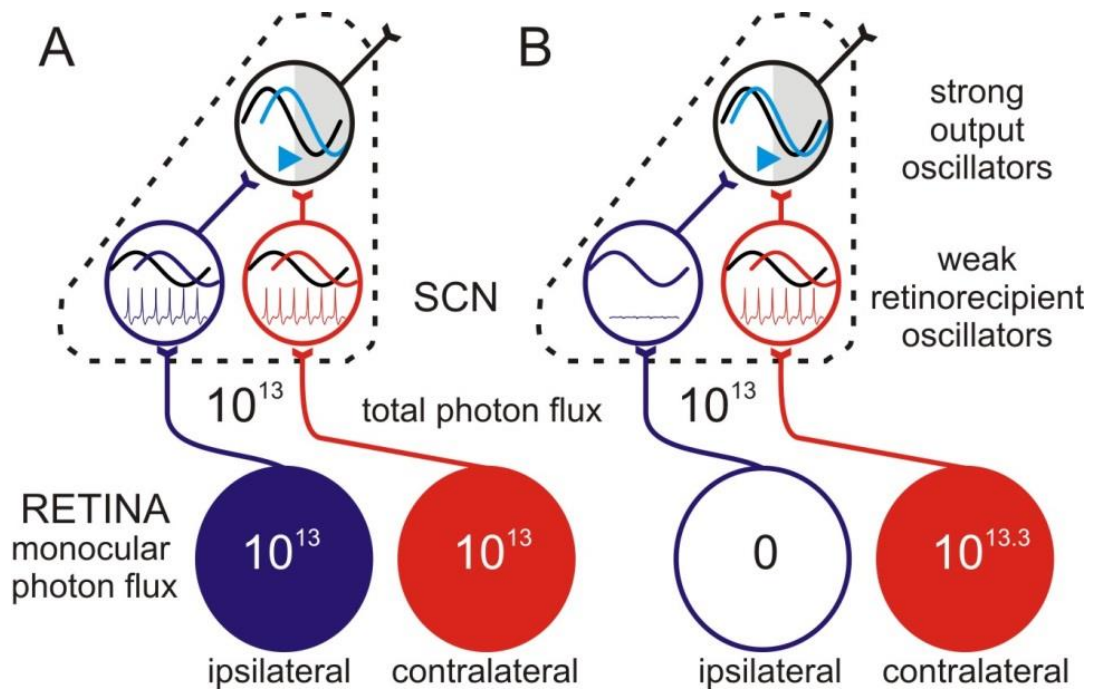 A
B
strong
output
oscillators
SCN
weak
retinorecipient
oscillators
10^13
total photon flux
10^13
RETINA
monocular
photon flux
10^13
10^13
0
10^13.3
ipsilateral
contralateral
ipsilateral
contralateral